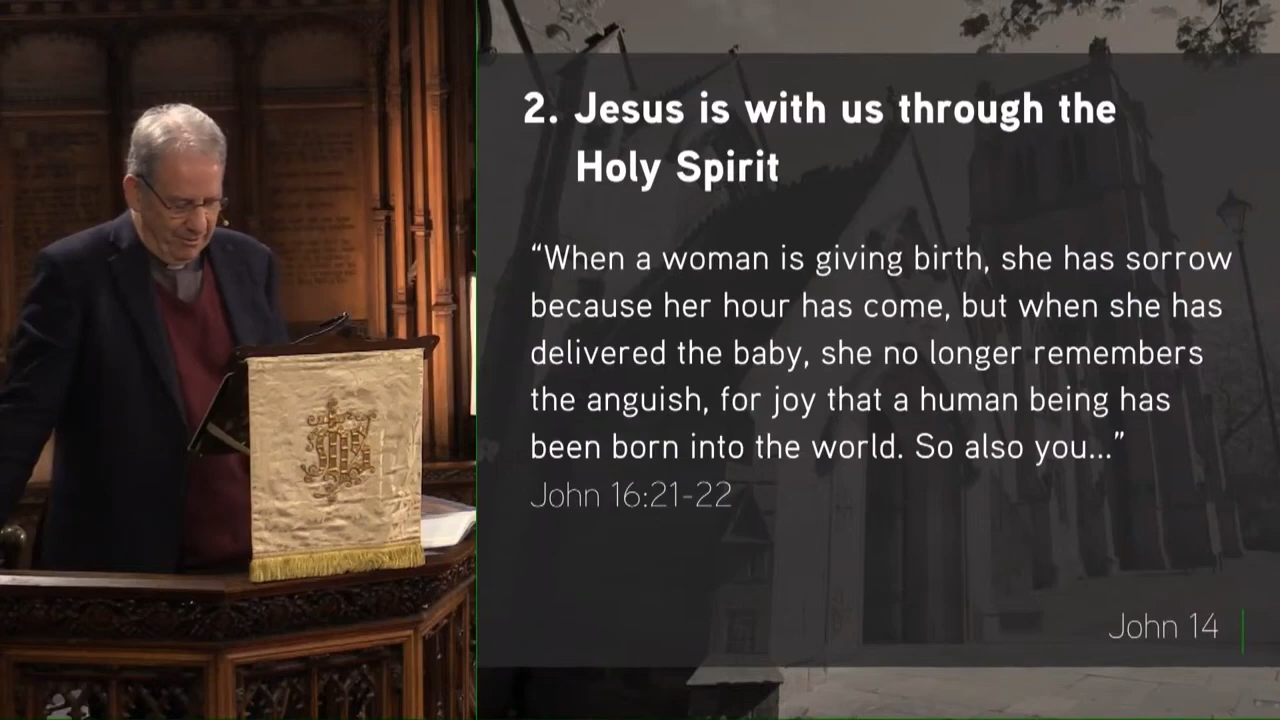 2. Jesus is with us through the
Holy Spirit
“When a woman is giving birth, she has sorrow
because her hour has come, but when she has
delivered the baby, she no longer remembers
the anguish, for joy that a human being has
been born into the world. So also you...”
John 16:21-22
John 14